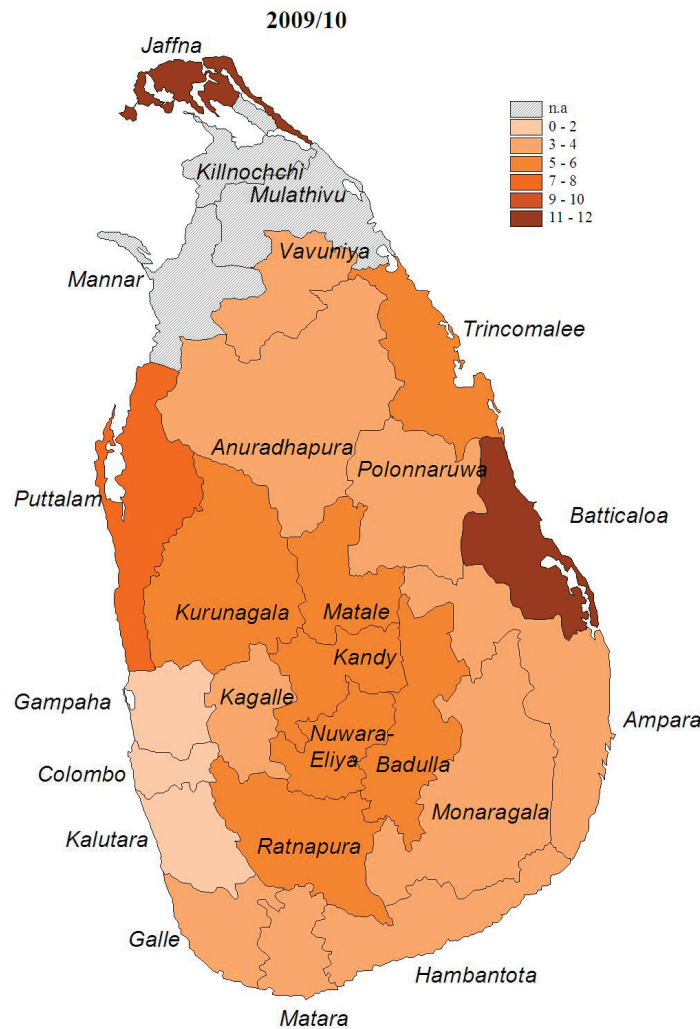 2009/10
Jaffna
n.a
0 - 2
3 - 4
5 - 6
7 - 8
9 - 10
11 - 12
Killnochchi
Mulathivu
Vavuniya
Mannar
Trincomalee
Anuradhapura
Polonnaruwa
Puttalam
Batticaloa
Kurunagala
Matale
Kandy
Gampaha
Kagalle
Ampara
Nuwara-
Eliya
Badulla
Colombo
Monaragala
Kalutara
Ratnapura
Galle
Hambantota
Matara